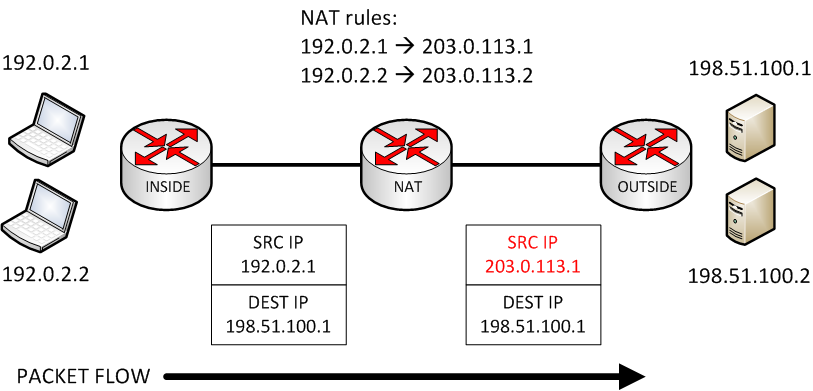 NAT rules:
192.0.2.1 → 203.0.113.1
192.0.2.2 → 203.0.113.2
192.0.2.1
198.51.100.1
INSIDE
NAT
OUTSIDE
192.0.2.2
198.51.100.2
SRC IP
192.0.2.1
DEST IP
198.51.100.1
SRC IP
203.0.113.1
DEST IP
198.51.100.1
PACKET FLOW